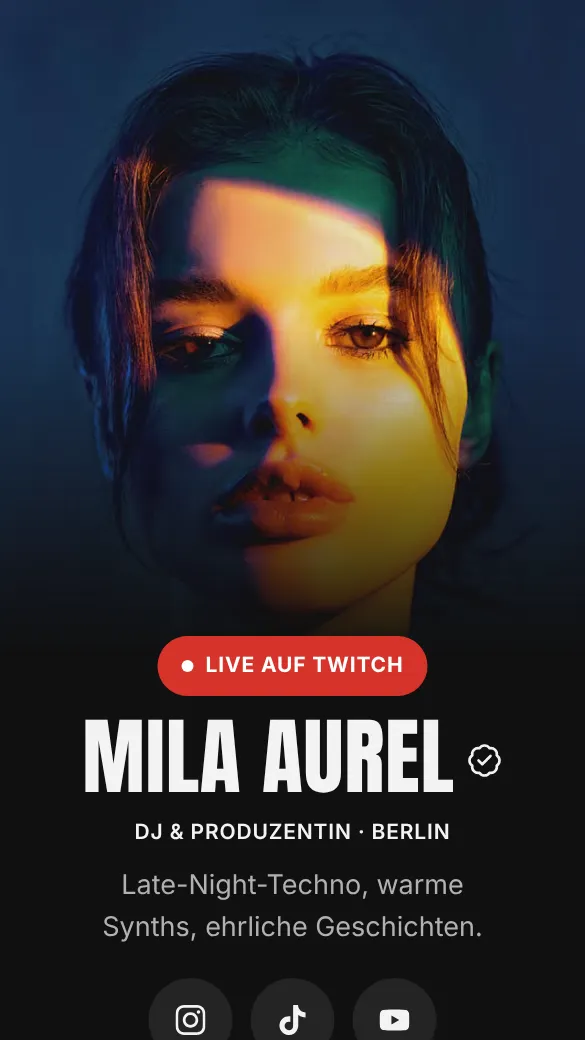 LIVE AUF TWITCH
MILA AUREL
DJ & PRODUZENTIN · BERLIN
Late-Night-Techno, warme
Synths, ehrliche Geschichten.